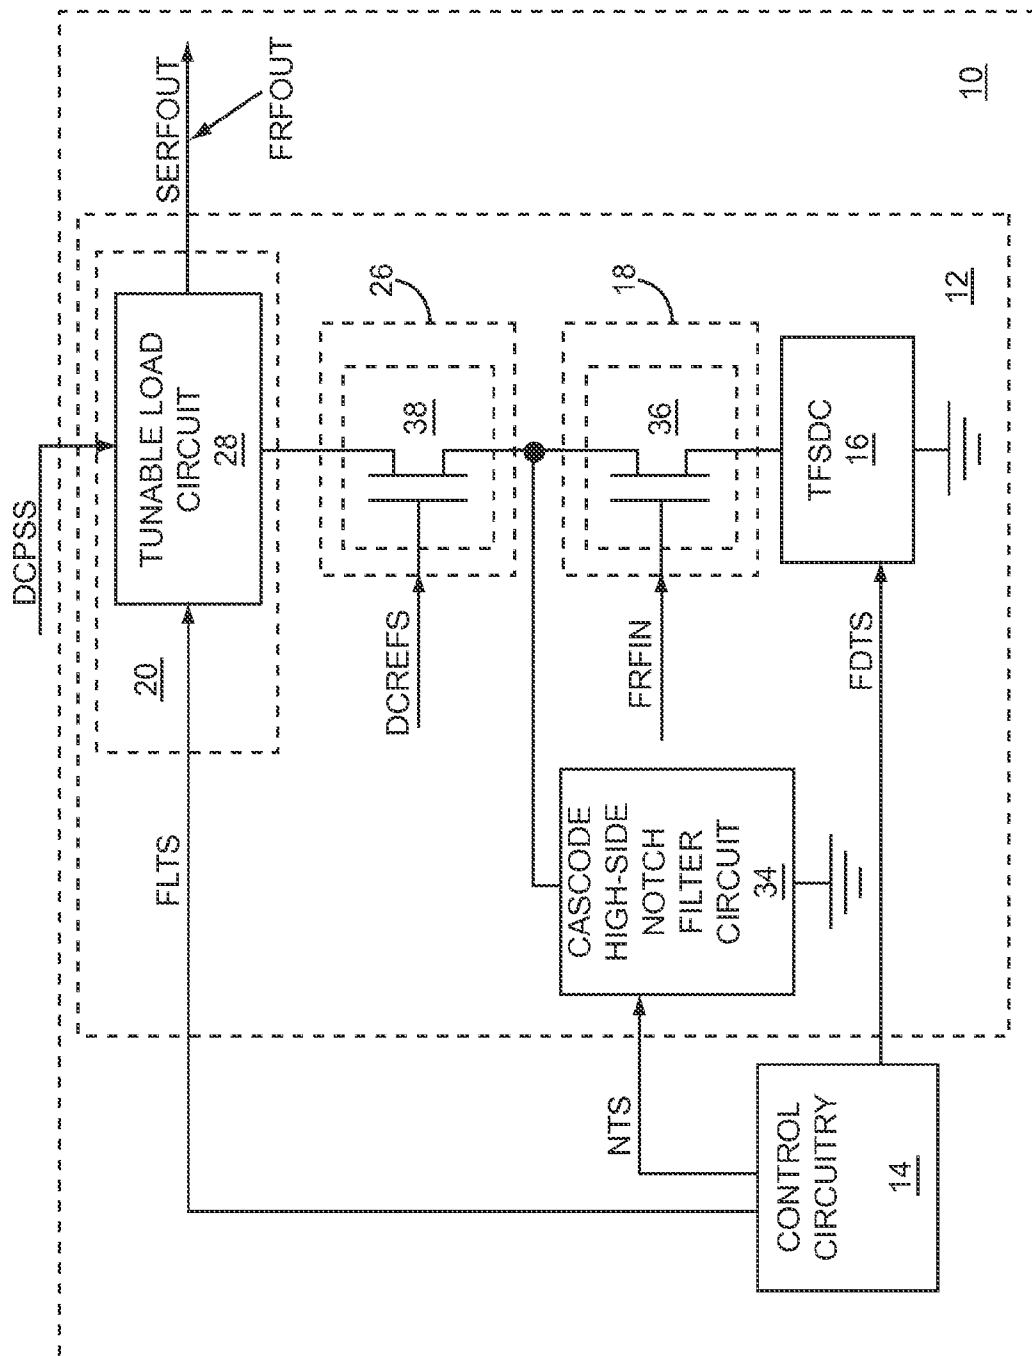 DCPSS
SERFOUT
FRFOUT
10
TUNABLE LOAD
CIRCUIT
28
20
26
38
DCREFS
18
36
FRFIN
12
TFSDC
16
FLTS
CASCODE
HIGH-SIDE
NOTCH
FILTER
CIRCUIT
34
FDTS
NTS
CONTROL
CIRCUITRY
14